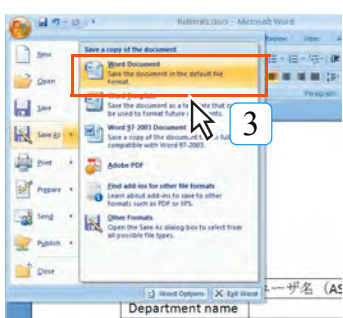 Referrals.docx - Microsoft Word
New
Open
Save
Save As
Print
Prepare
Send
Publish
Close
Save a copy of the document
Word Document
Save the document in the default file
format.
Save the document as a
be used to format future
Word 97-2003 Document
Save a copy of the
compatible with Word 97-2003.
Adobe PDF
Find add-ins for other file formats
Learn about add-ins to save to other
formats such as PDF or XPS.
Other Formats
Open the Save As dialog box to select from
all possible file types.
3
Paragraph
Word Options
Exit Word
ーザ名 (AS
Department name